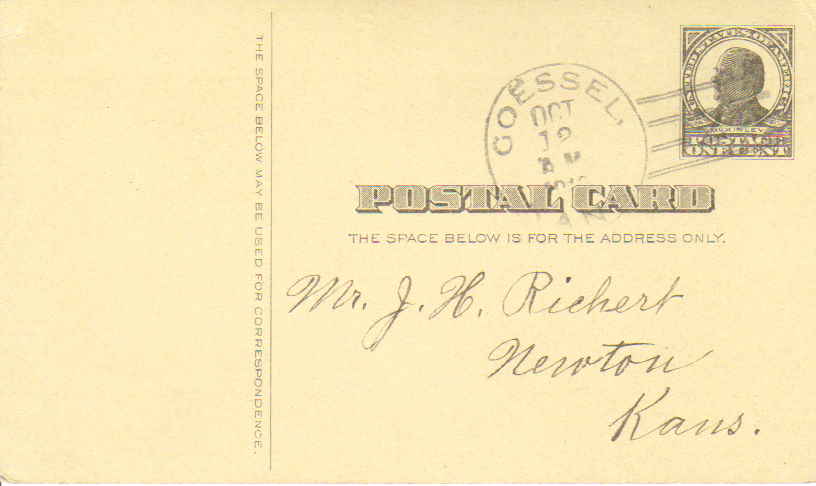 THE SPACE BELOW MAY BE USED FOR CORRESPONDENCE.
GOESSEL,
OCT
12
KAN
UNITED STATES OF AMERICA
McKINLEY
POSTAGE
ONE CENT
POSTAL CARD
THE SPACE BELOW IS FOR THE ADDRESS ONLY.
Mr. J. H. Richert
Newton
Kans.